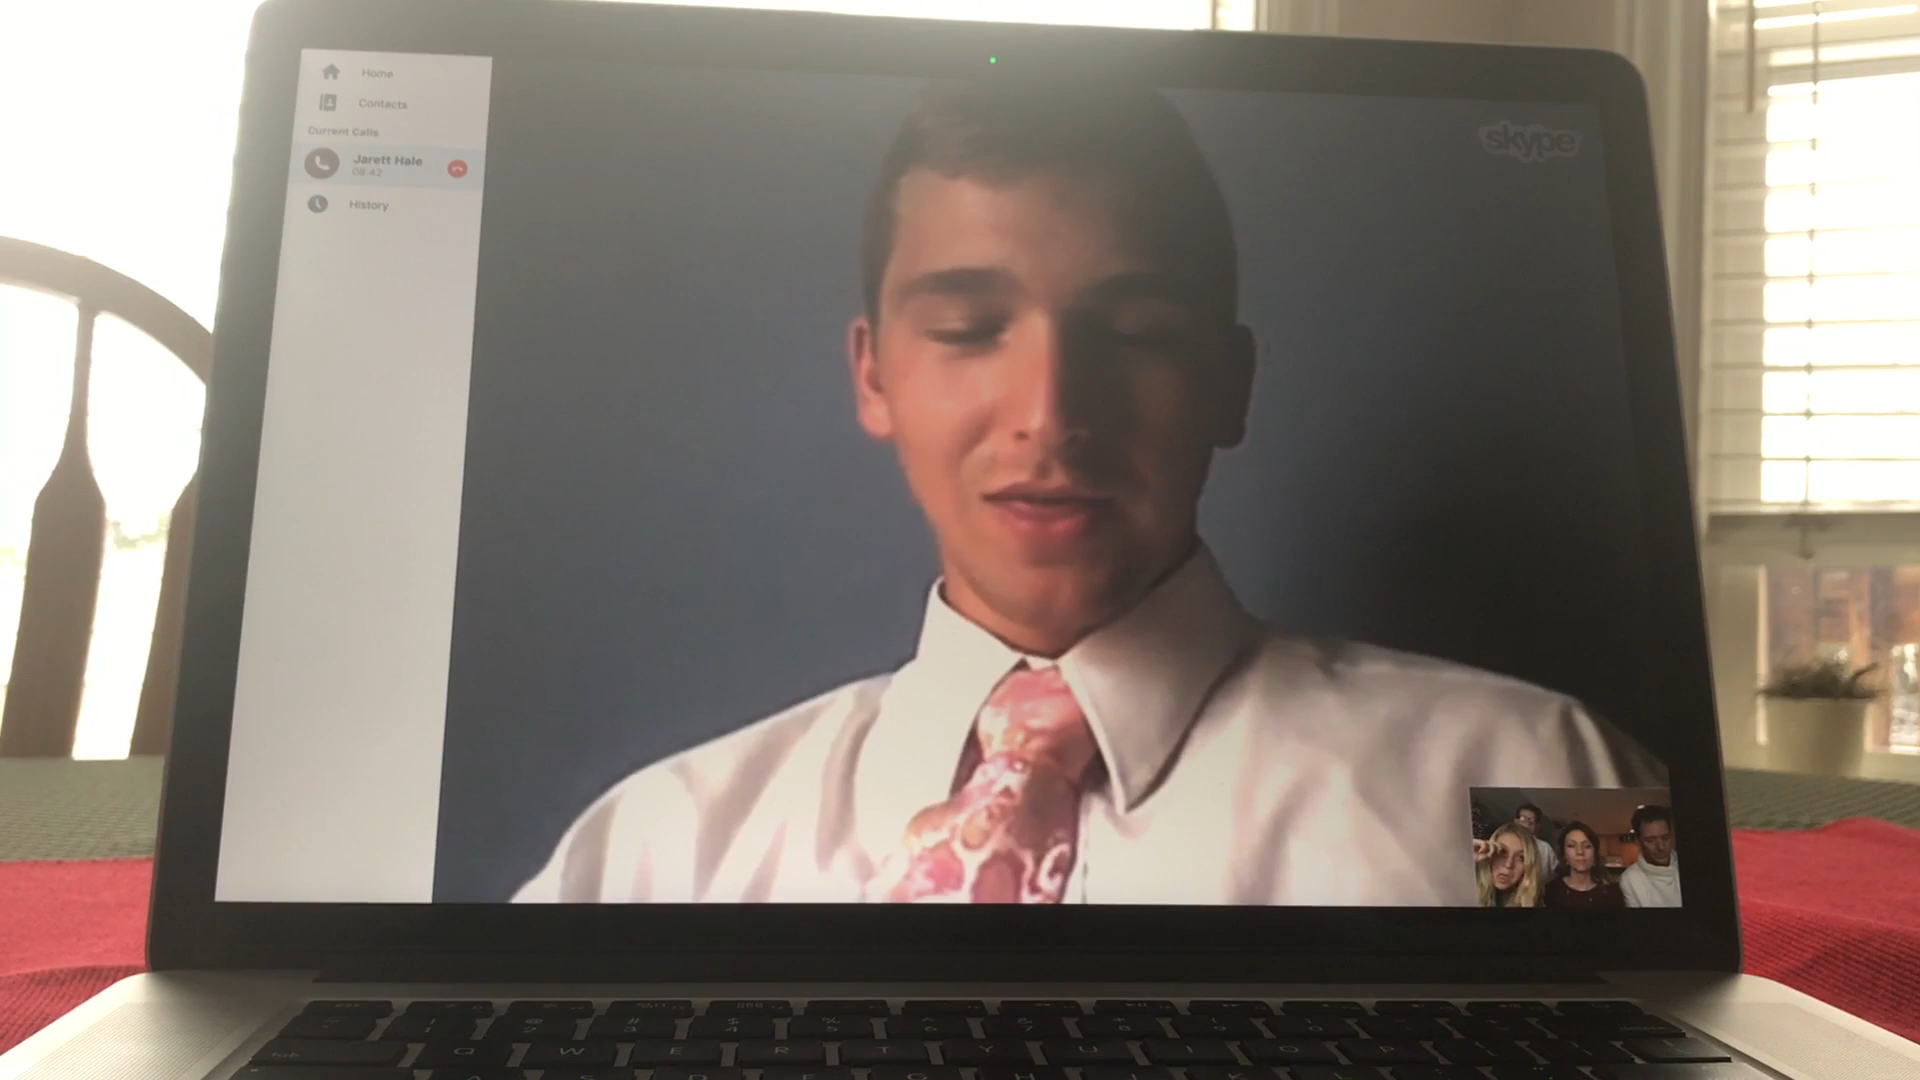 Home
Contacts
Current Calls
Jarett Hale
08:42
History
skype
Q W E R T Y U I O P